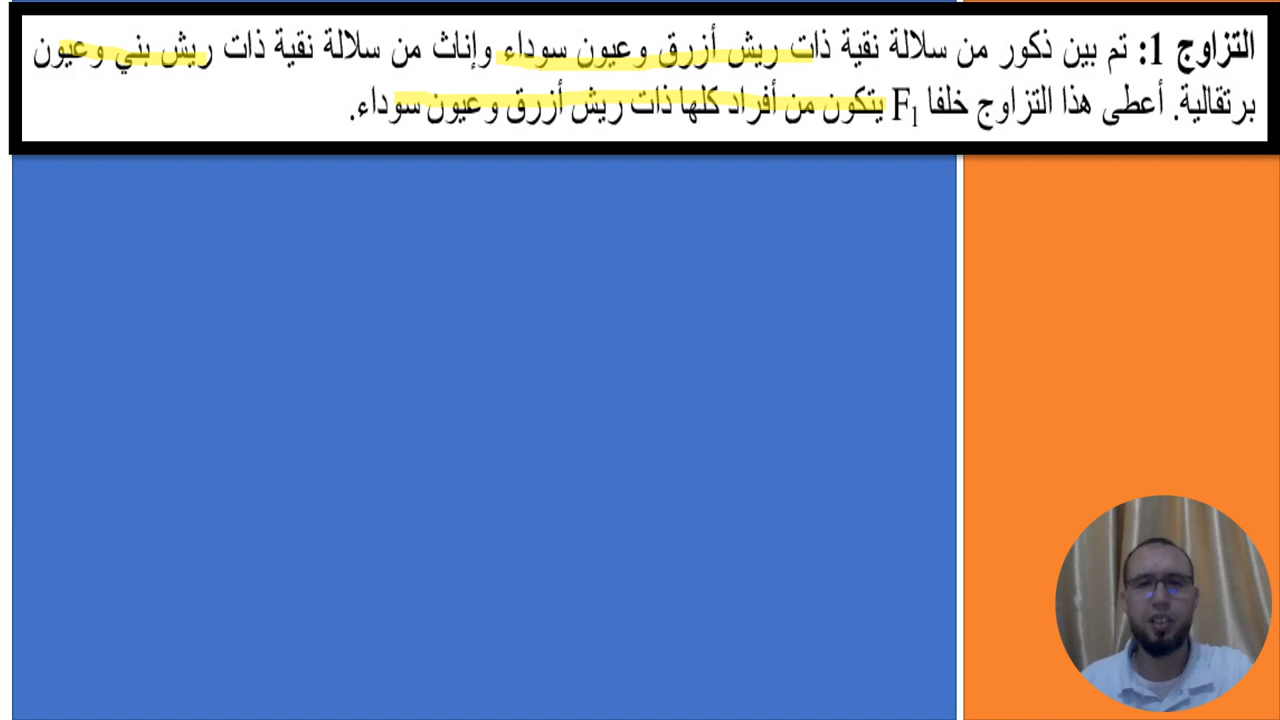 التزاوج 1: تم بين ذكور من سلالة نقية ذات ريش أزرق وعيون سوداء وإناث من سلالة نقية ذات ريش بني وعيون
برتقالية. أعطى هذا التزاوج خلفا F₁ يتكون من أفراد كلها ذات ريش أزرق وعيون سوداء.